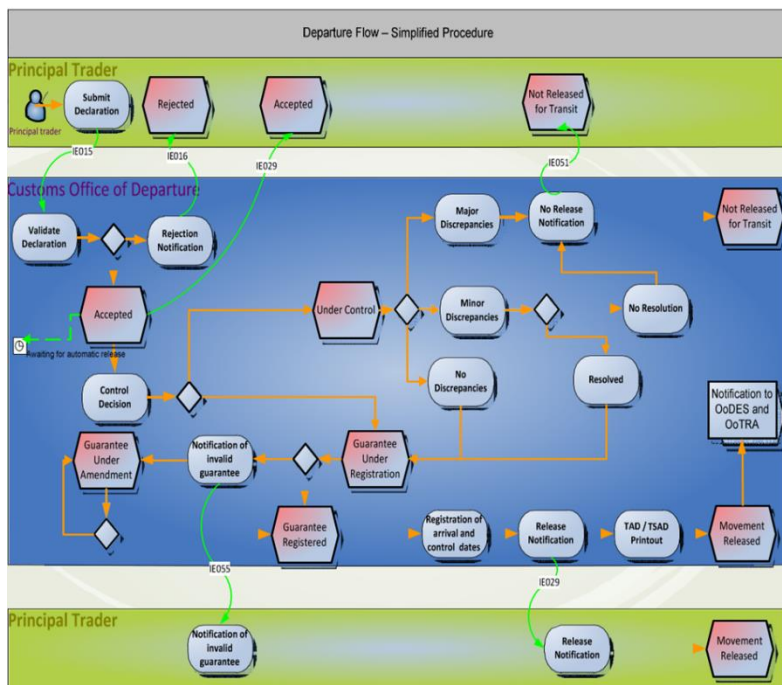 Departure Flow – Simplified Procedure
Principal Trader
Principal trader
Submit
Declaration
Rejected
Accepted
Not Released
for Transit
IE015
IE016
IE029
IE051
Customs Office of Departure
Validate
Declaration
Rejection
Notification
Major
Discrepancies
No Release
Notification
Not Released
for Transit
Accepted
Under Control
Minor
Discrepancies
No Resolution
Awaiting for automatic release
Control
Decision
No
Discrepancies
Resolved
Notification to
OoDES and
OoTRA
Guarantee
Under
Amendment
Notification of
invalid
guarantee
Guarantee
Under
Registration
Guarantee
Registered
Registration of
arrival and
control dates
Release
Notification
TAD / TSAD
Printout
Movement
Released
IE055
IE029
Principal Trader
Notification of
invalid
guarantee
Release
Notification
Movement
Released